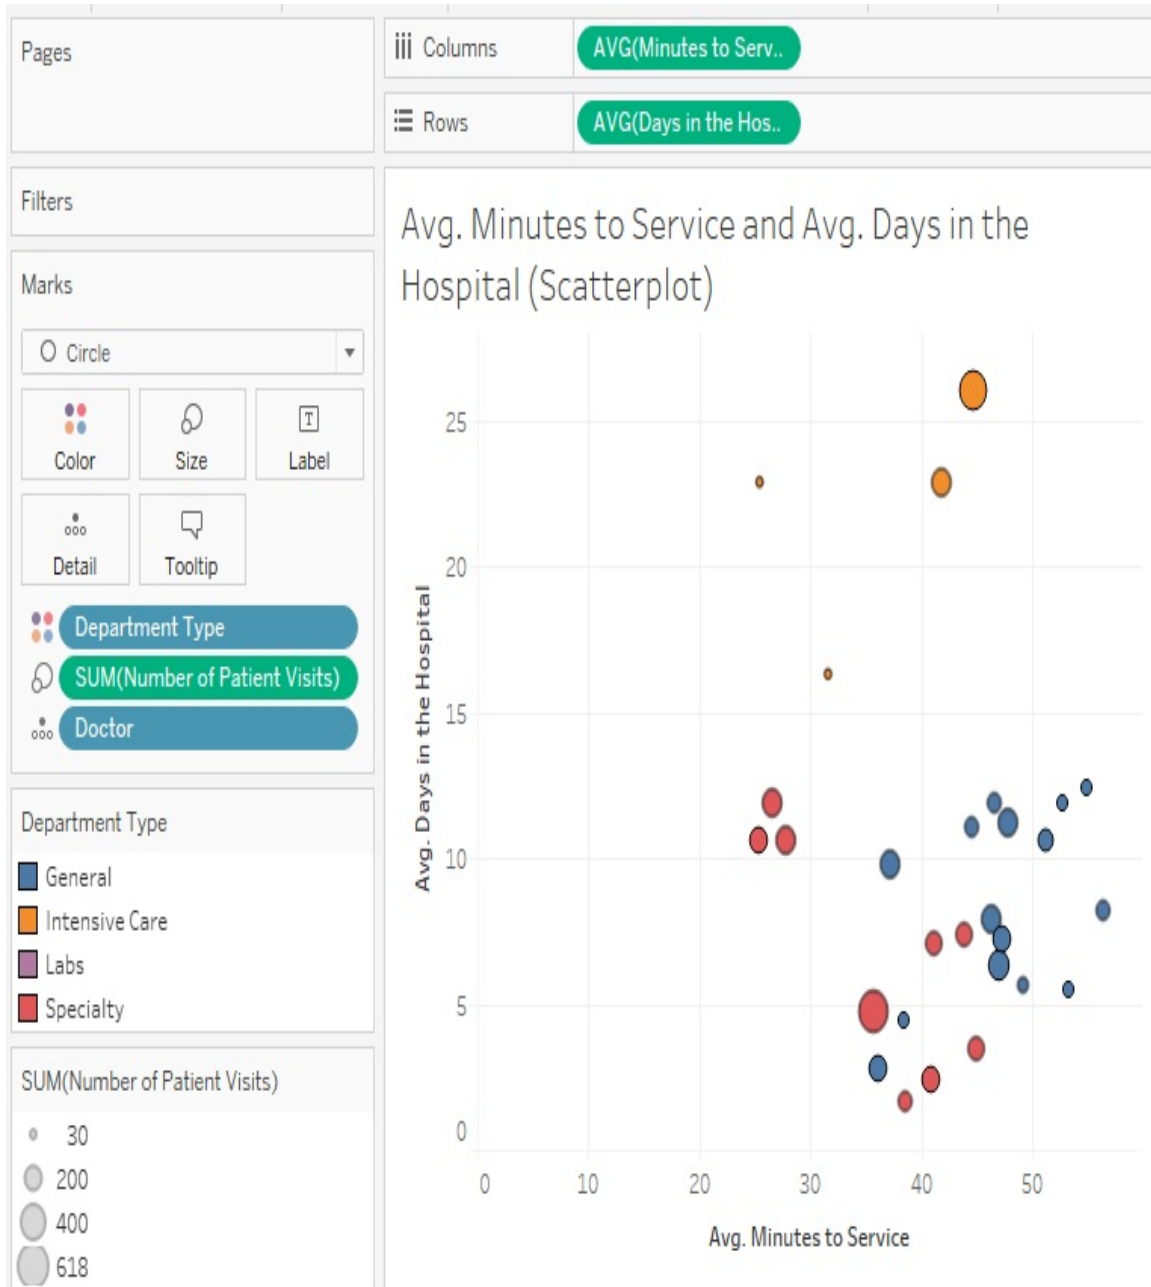 Pages
Columns
AVG(Minutes to Serv..
Rows
AVG(Days in the Hos..
Filters
Marks
Circle
Color
Size
T
Label
Detail
Tooltip
Department Type
SUM(Number of Patient Visits)
Doctor
Department Type
General
Intensive Care
Labs
Specialty
SUM(Number of Patient Visits)
30
200
400
618
Avg. Minutes to Service and Avg. Days in the
Hospital (Scatterplot)
Avg. Days in the Hospital
25
20
15
10
5
0
0
10
20
30
40
50
Avg. Minutes to Service